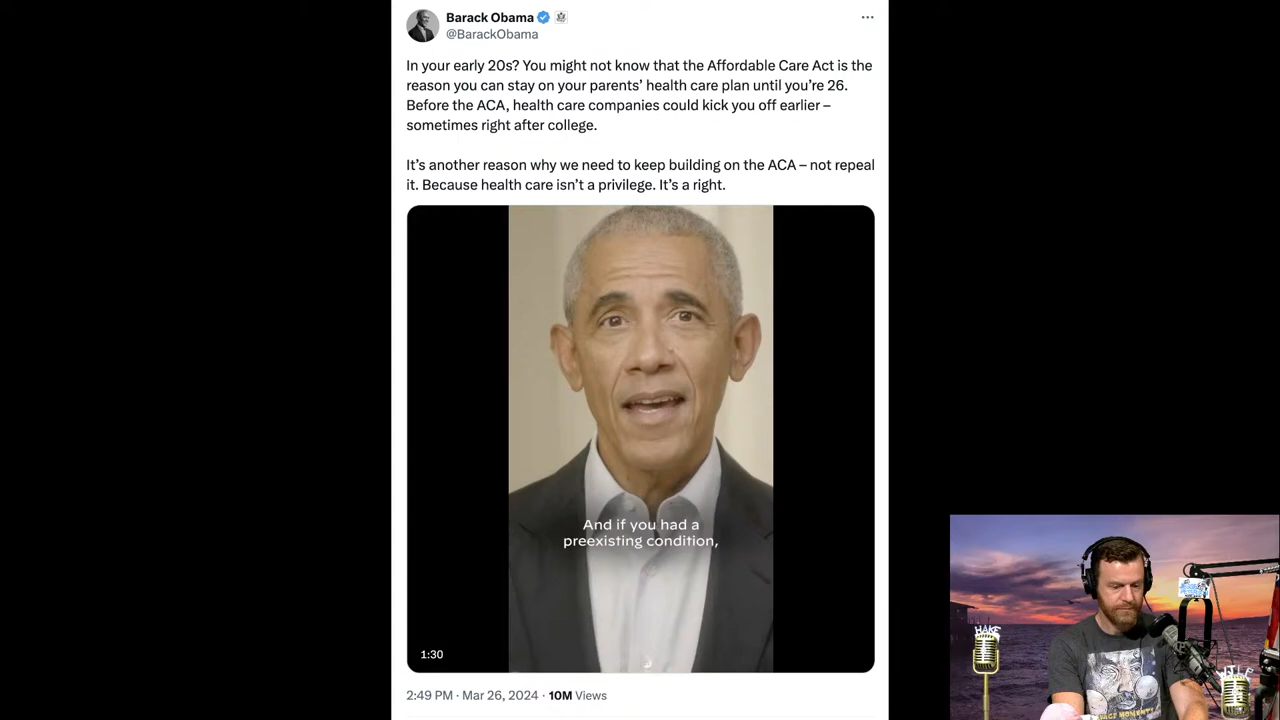 Barack Obama
@BarackObama
In your early 20s? You might not know that the Affordable Care Act is the
reason you can stay on your parents’ health care plan until you’re 26.
Before the ACA, health care companies could kick you off earlier –
sometimes right after college.
It’s another reason why we need to keep building on the ACA – not repeal
it. Because health care isn’t a privilege. It’s a right.
And if you had a
preexisting condition,
1:30
2:49 PM · Mar 26, 2024 · 10M Views
HAKE
JLP